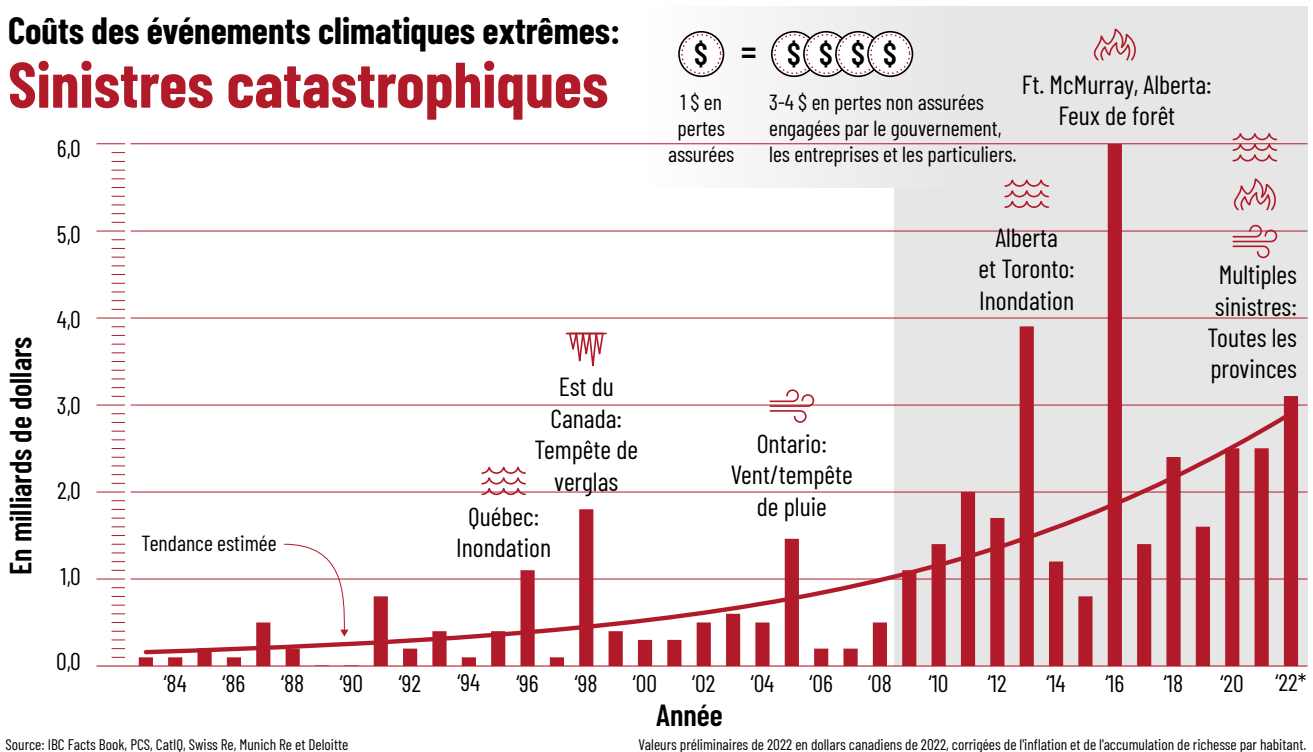 Coûts des événements climatiques extrêmes:
Sinistres catastrophiques
$ = $ $ $ $
1 $ en
pertes
assurées
3-4 $ en pertes non assurées
engagées par le gouvernement,
les entreprises et les particuliers.
Ft. McMurray, Alberta:
Feux de forêt
Alberta
et Toronto:
Inondation
Multiples
sinistres:
Toutes les
provinces
Est du
Canada:
Tempête de
verglas
Ontario:
Vent/tempête
de pluie
Québec:
Inondation
Tendance estimée
En milliards de dollars
6,0
5,0
4,0
3,0
2,0
1,0
0,0
‘84 ‘86 ‘88 ‘90 ‘92 ‘94 ‘96 ‘98 ‘00 ‘02 ‘04 ‘06 ‘08 ‘10 ‘12 ‘14 ‘16 ‘18 ‘20 ‘22*
Année
Source: IBC Facts Book, PCS, CatIQ, Swiss Re, Munich Re et Deloitte
Valeurs préliminaires de 2022 en dollars canadiens de 2022, corrigées de l'inflation et de l'accumulation de richesse par habitant.